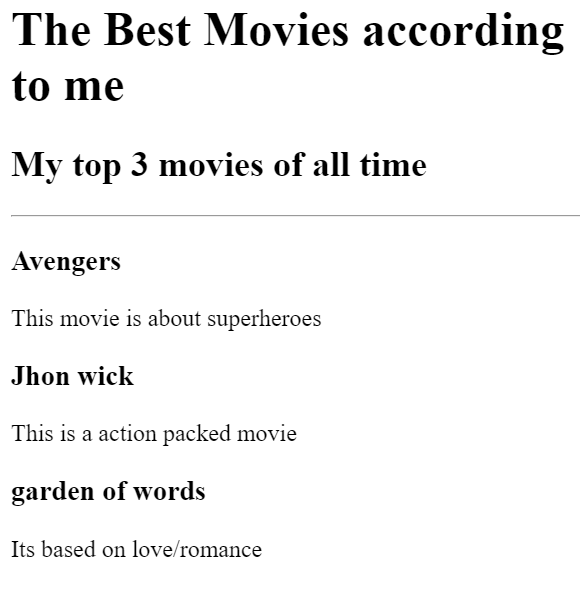 The Best Movies according
to me
My top 3 movies of all time
Avengers
This movie is about superheroes
Jhon wick
This is a action packed movie
garden of words
Its based on love/romance